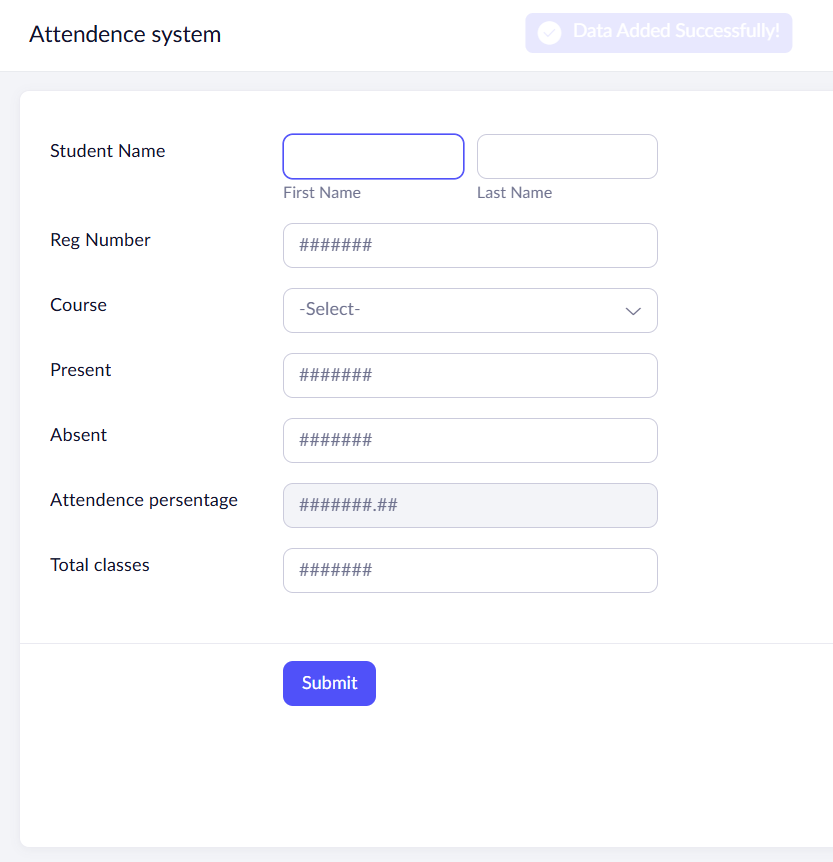 Attendence system
Data Added Successfully!
Student Name
First Name
Last Name
Reg Number
#######
Course
-Select-
Present
#######
Absent
#######
Attendence persentage
#######.##
Total classes
#######
Submit